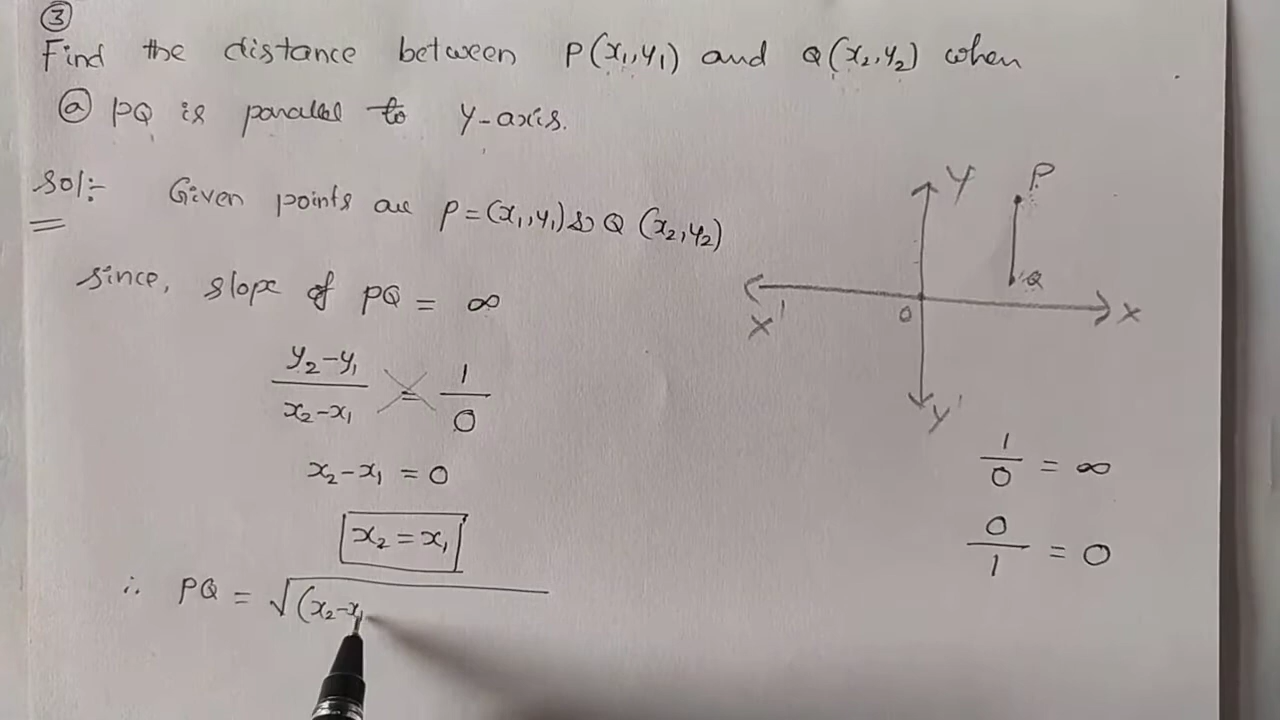 ③
Find the distance between P(x₁,y₁) and Q(x₂,y₂) when
ⓐ PQ is parallel to y-axis.
Sol:- Given points are P=(x₁,y₁) & Q(x₂,y₂)
since, slope of PQ = ∞
y₂-y₁/x₂-x₁ = 1/0
x₂-x₁ = 0
x₂ = x₁
∴ PQ = √(x₂-x₁
Y
P
Q
X'
O
X
Y'
1/0 = ∞
0/1 = 0